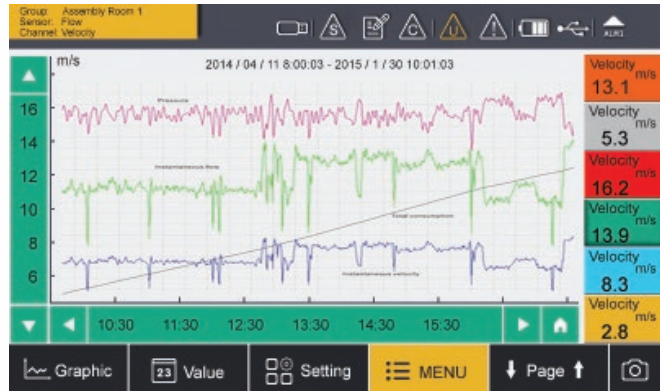 Group: Assembly Room 1
Sensor: Flow
Channel: Velocity
S
C
U
ALM1
m/s
2014 / 04 / 11 8:00:03 - 2015 / 1 / 30 10:01:03
16
14
12
10
8
6
Pressure
Instantaneous flow
Total consumption
Instantaneous velocity
10:30 11:30 12:30 13:30 14:30 15:30
Velocity
m/s
13.1
Velocity
m/s
5.3
Velocity
m/s
16.2
Velocity
m/s
13.9
Velocity
m/s
8.3
Velocity
m/s
2.8
Graphic
23 Value
Setting
MENU
Page